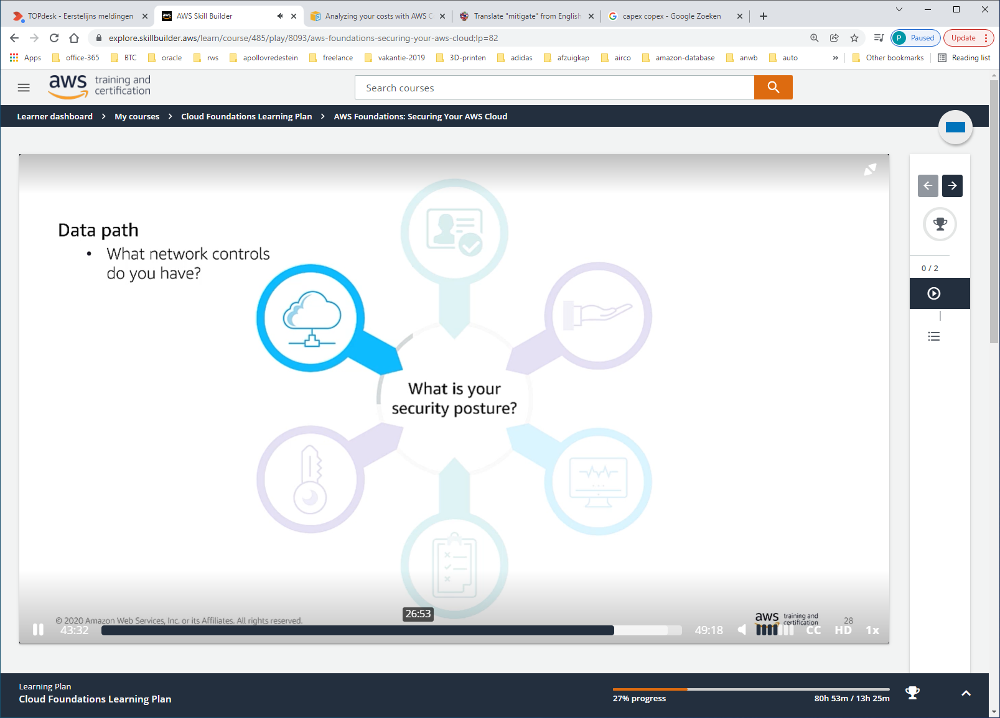 TOPdesk - Eerstelijns meldingen
AWS Skill Builder
Analyzing your costs with AWS C
Translate "mitigate" from English
capex copex - Google Zoeken
explore.skillbuilder.aws/learn/course/485/play/8093/aws-foundations-securing-your-aws-cloud;lp=82
P Paused
Update
Apps
office-365
BTC
oracle
rws
apollovredestein
freelance
vakantie-2019
3D-printen
adidas
afzuigkap
airco
amazon-database
anwb
auto
»
Other bookmarks
Reading list
aws training and
certification
Search courses
Learner dashboard > My courses > Cloud Foundations Learning Plan > AWS Foundations: Securing Your AWS Cloud
Data path
• What network controls
do you have?
What is your
security posture?
0 / 2
26:53
© 2020 Amazon Web Services, Inc. or its Affiliates. All rights reserved.
aws training and
certification
28
43:32
49:18
CC
HD
1x
Learning Plan
Cloud Foundations Learning Plan
27% progress
80h 53m / 13h 25m